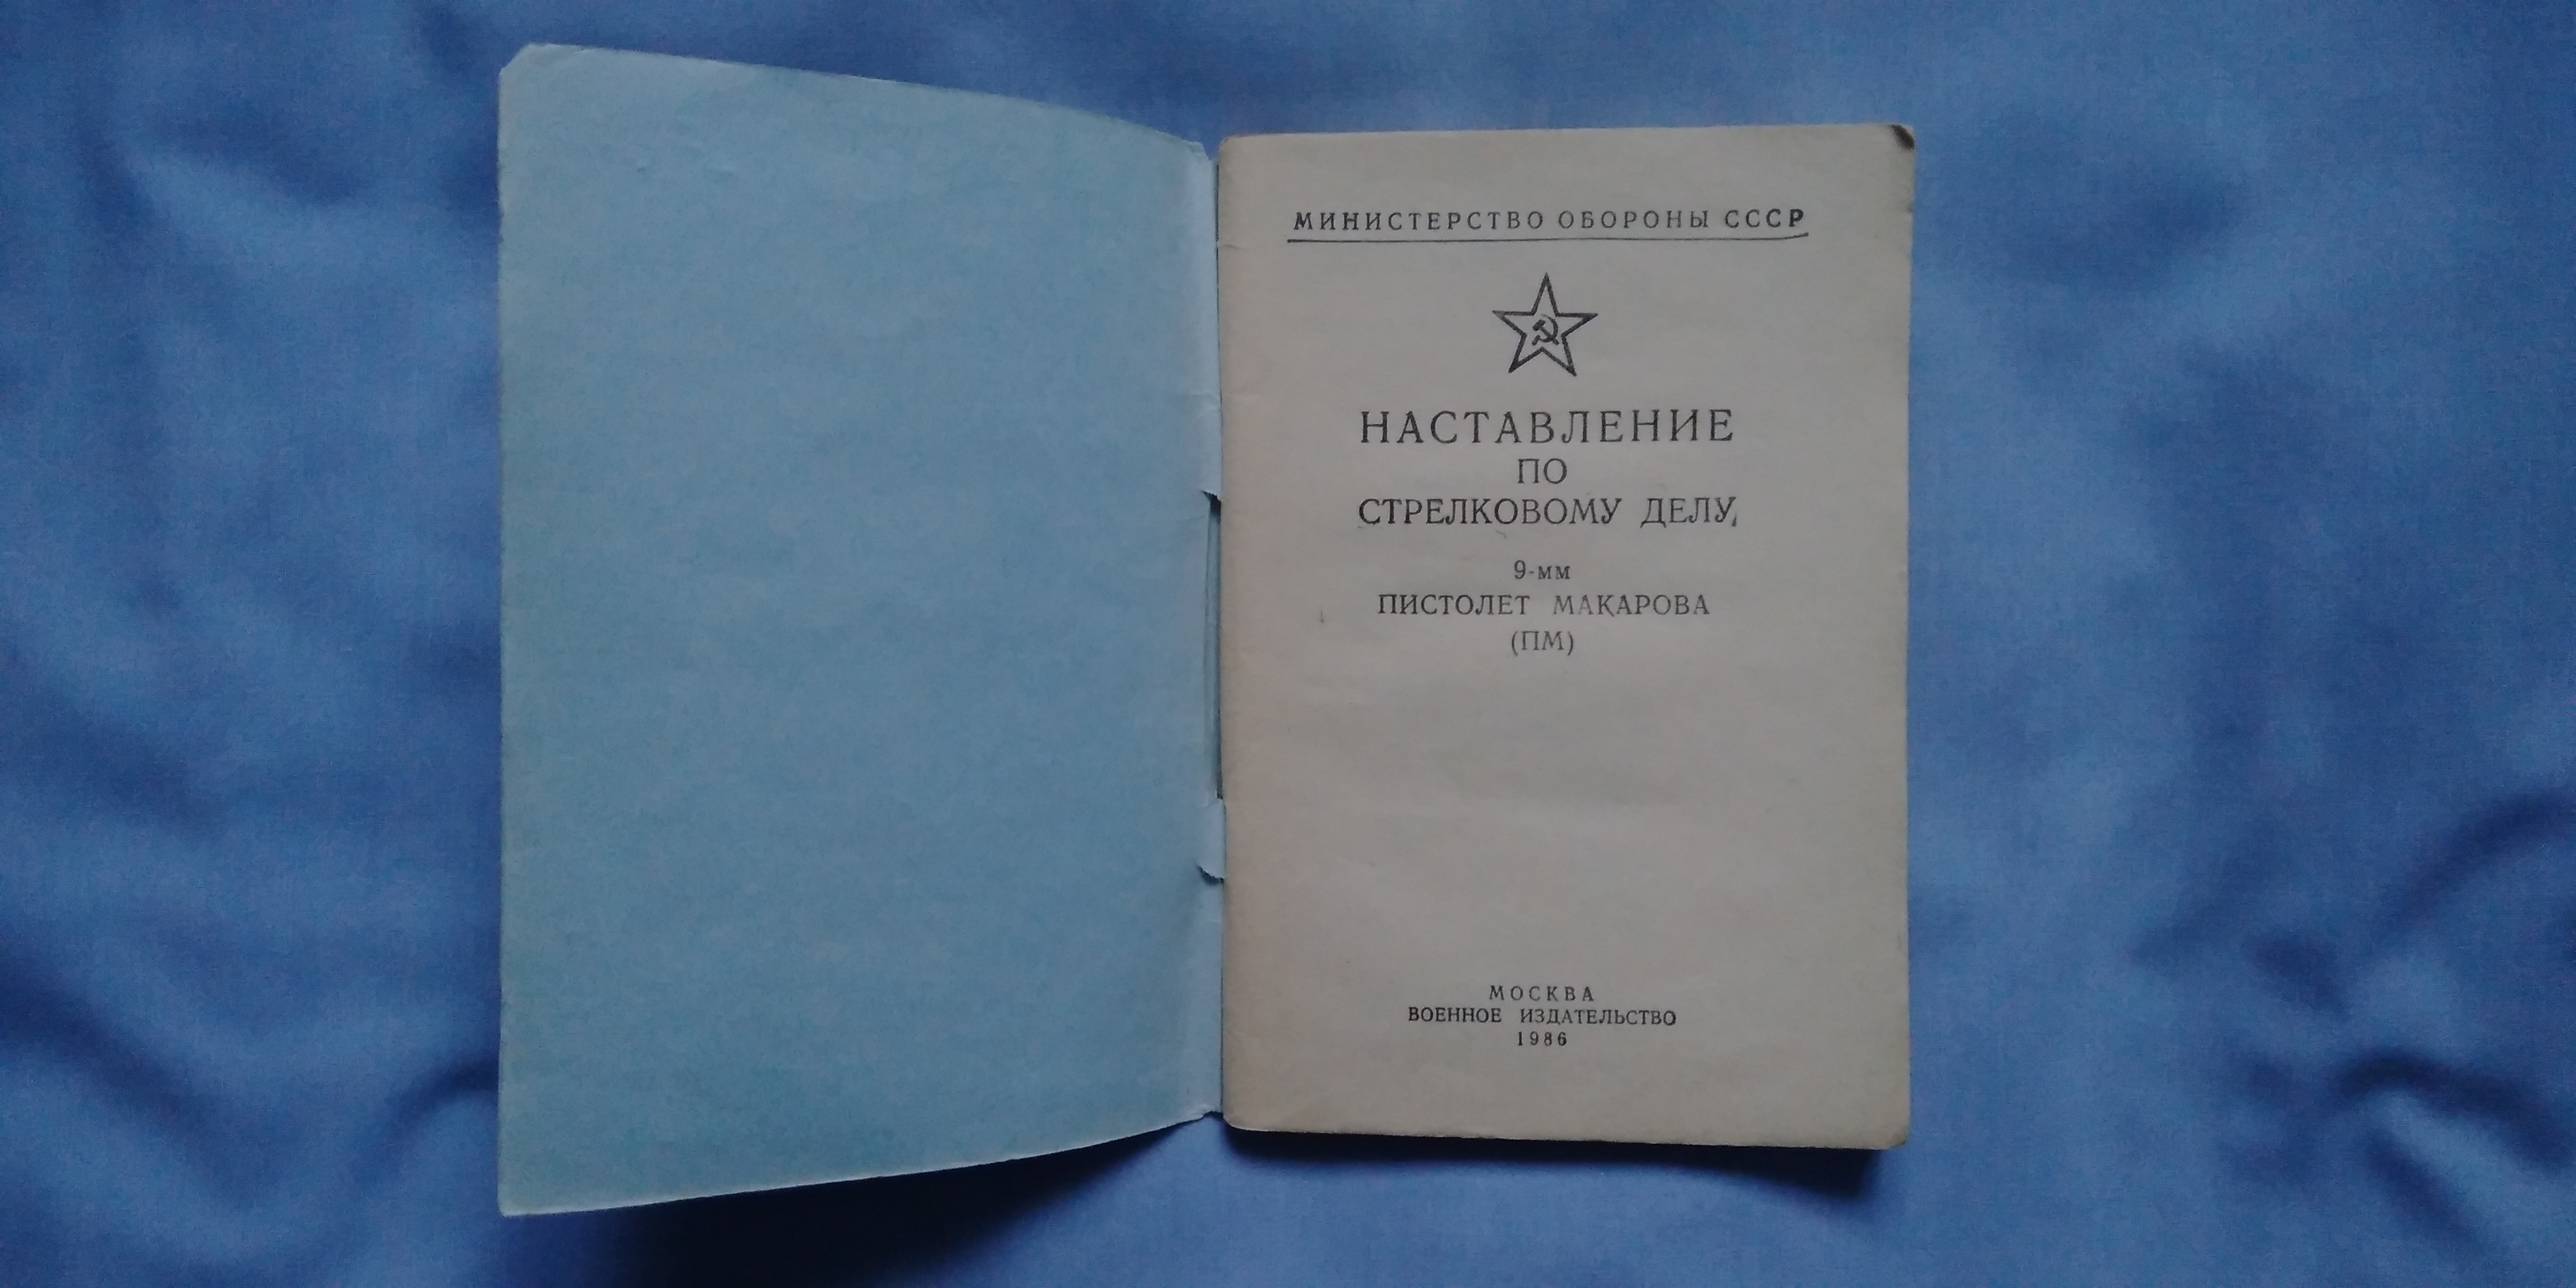 МИНИСТЕРСТВО ОБОРОНЫ СССР
НАСТАВЛЕНИЕ
ПО
СТРЕЛКОВОМУ ДЕЛУ
9-мм
ПИСТОЛЕТ МАКАРОВА
(ПМ)
МОСКВА
ВОЕННОЕ ИЗДАТЕЛЬСТВО
1986